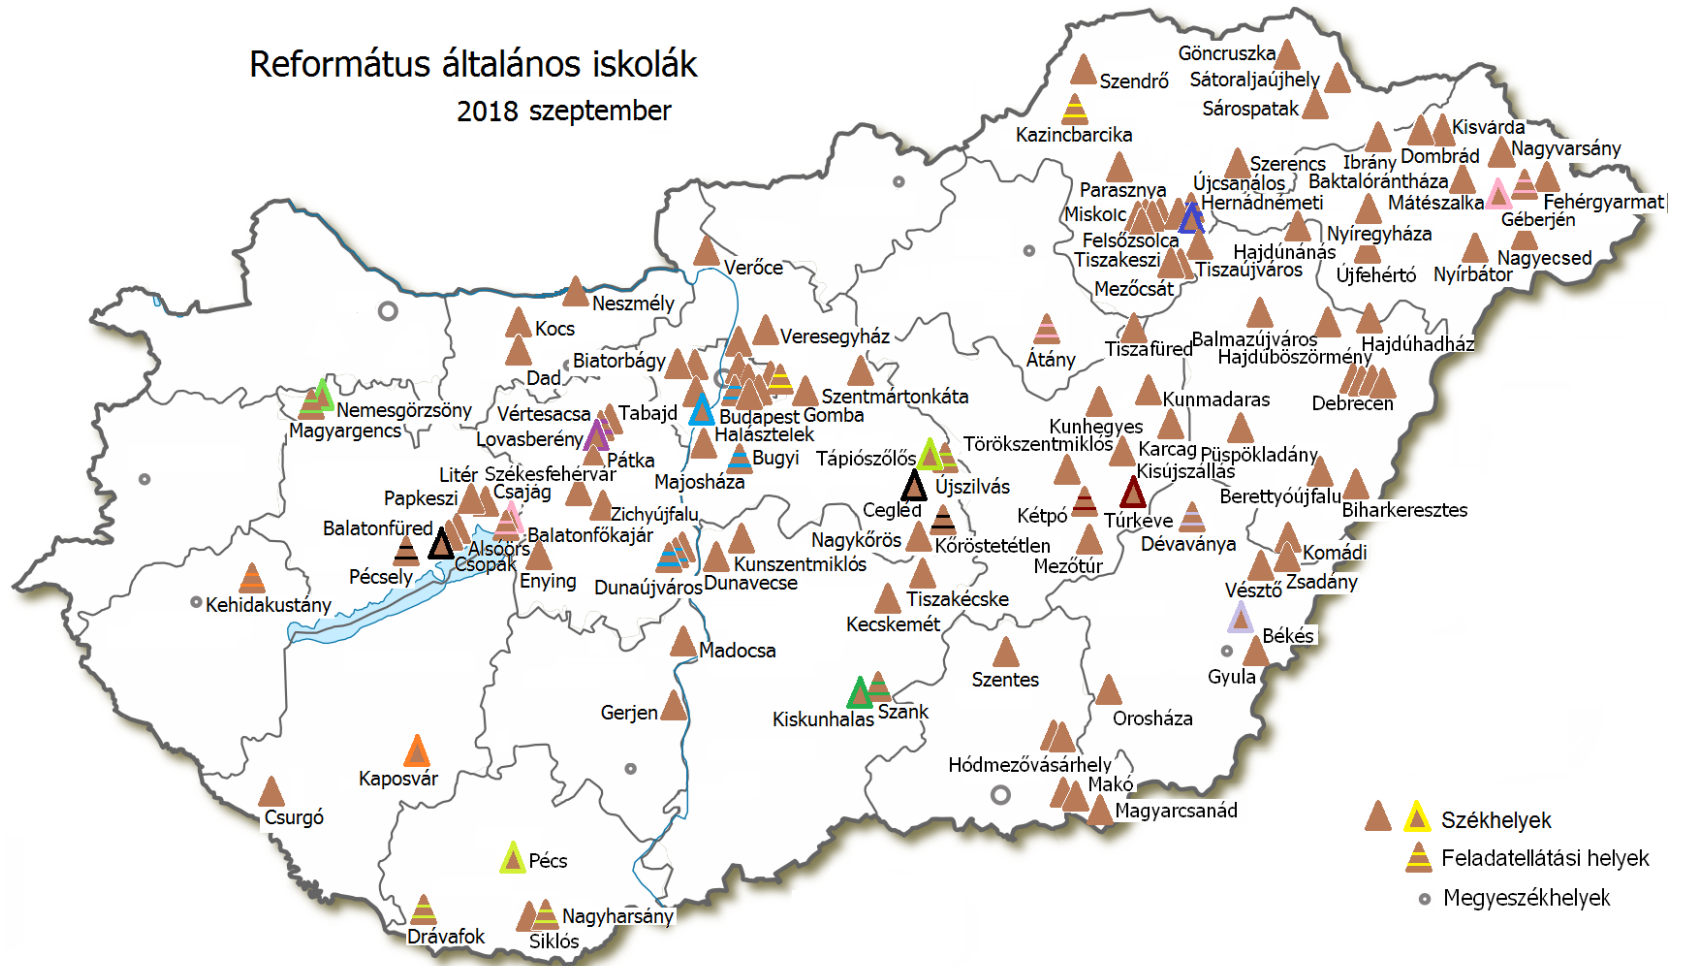 Református általános iskolák
2018 szeptember
Göncruszka
Szendrő
Sátoraljaújhely
Sárospatak
Kazincbarcika
Kisvárda
Dombrád
Nagyvarsány
Ibrány
Szerencs
Parasznya
Újcsanálos
Baktalórántháza
Hernádnémeti
Mátészalka
Fehérgyarmat
Miskolc
Géberjén
Nyíregyháza
Felsőzsolca
Hajdúnánás
Tiszakeszi
Tiszaújváros
Nagyecsed
Újfehértó
Nyírbátor
Mezőcsát
Verőce
Neszmély
Kocs
Veresegyház
Átány
Tiszafüred
Balmazújváros
Hajdúhadház
Hajdúböszörmény
Biatorbágy
Dad
Szentmártonkáta
Kunmadaras
Debrecen
Nemesgörzsöny
Vértesacsa
Tabajd
Budapest
Gomba
Magyargencs
Kunhegyes
Lovasberény
Halásztelek
Törökszentmiklós
Karcag
Püspökladány
Pátka
Bugyi
Tápiószőlős
Kisújszállás
Litér
Székesfehérvár
Majosháza
Újszilvás
Papkeszi
Csajág
Berettyóújfalu
Biharkeresztes
Zichyújfalu
Cegléd
Kétpó
Túrkeve
Balatonfüred
Balatonfőkajár
Nagykőrös
Kőröstetétlen
Dévaványa
Alsóörs
Csopak
Komádi
Pécsely
Enying
Kunszentmiklós
Mezőtúr
Zsadány
Dunaújváros
Dunavecse
Vésztő
Kehidakustány
Tiszakécske
Kecskemét
Békés
Madocsa
Szentes
Gyula
Gerjen
Kiskunhalas
Szank
Orosháza
Kaposvár
Hódmezővásárhely
Makó
Csurgó
Magyarcsanád
Székhelyek
Pécs
Feladatellátási helyek
Megyeszékhelyek
Nagyharsány
Drávafok
Siklós